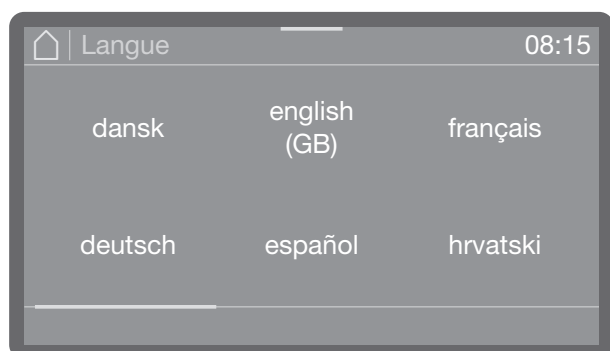 Langue 08:15
dansk
english
(GB)
français
deutsch
español
hrvatski